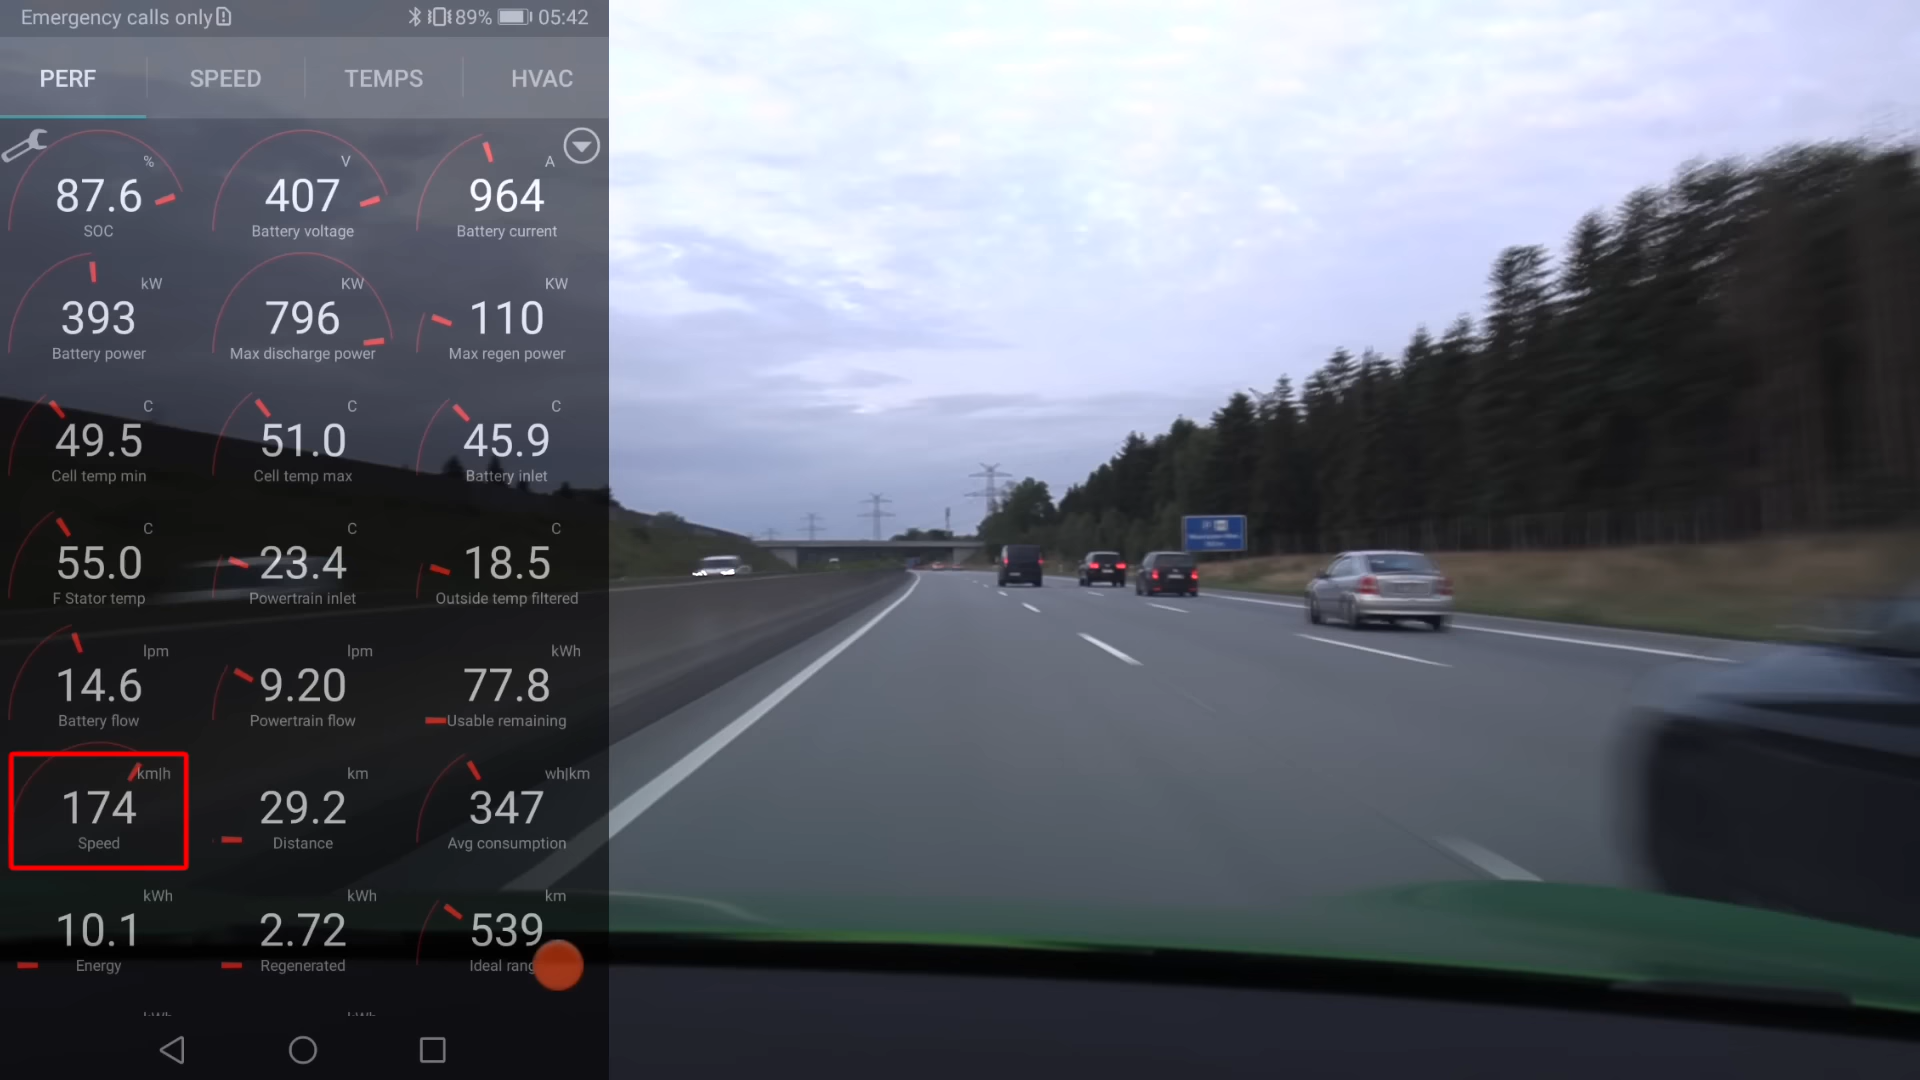 Emergency calls only 89% 05:42
PERF SPEED TEMPS HVAC
% V A
87.6 407 964
SOC Battery voltage Battery current
kW KW KW
393 796 110
Battery power Max discharge power Max regen power
C C C
49.5 51.0 45.9
Cell temp min Cell temp max Battery inlet
C C C
55.0 23.4 18.5
F Stator temp Powertrain inlet Outside temp filtered
lpm lpm kWh
14.6 9.20 77.8
Battery flow Powertrain flow Usable remaining
km|h km wh|km
174 29.2 347
Speed Distance Avg consumption
kWh kWh km
10.1 2.72 539
Energy Regenerated Ideal rang
kWh kWh